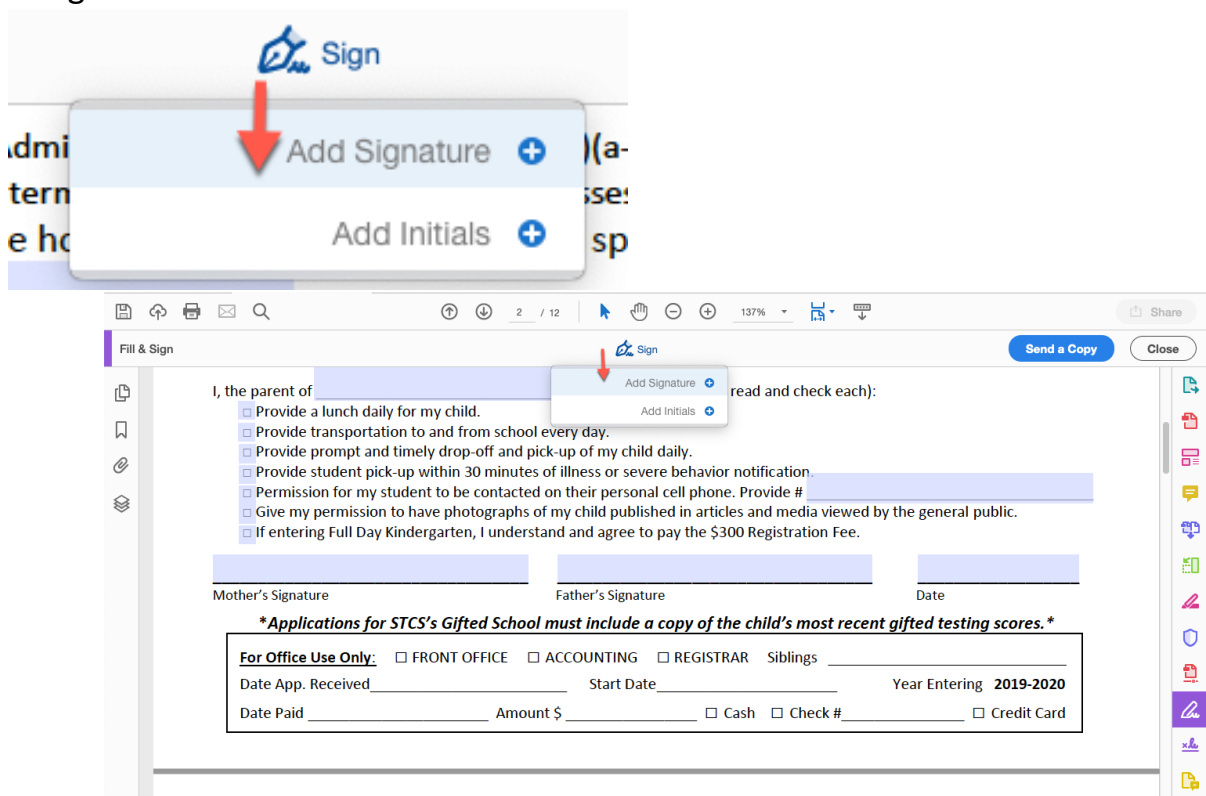 Sign
Add Signature
)(a-
Add Initials
e ho
sp
2 / 12
137%
Share
Fill & Sign
Sign
Send a Copy
Close
Add Signature
Add Initials
I, the parent of
read and check each):
☐ Provide a lunch daily for my child.
☐ Provide transportation to and from school every day.
☐ Provide prompt and timely drop-off and pick-up of my child daily.
☐ Provide student pick-up within 30 minutes of illness or severe behavior notification.
☐ Permission for my student to be contacted on their personal cell phone. Provide #
☐ Give my permission to have photographs of my child published in articles and media viewed by the general public.
☐ If entering Full Day Kindergarten, I understand and agree to pay the $300 Registration Fee.
Mother's Signature Father's Signature Date
*Applications for STCS's Gifted School must include a copy of the child's most recent gifted testing scores.*
For Office Use Only: ☐ FRONT OFFICE ☐ ACCOUNTING ☐ REGISTRAR Siblings
Date App. Received Start Date Year Entering 2019-2020
Date Paid Amount $ ☐ Cash ☐ Check # ☐ Credit Card